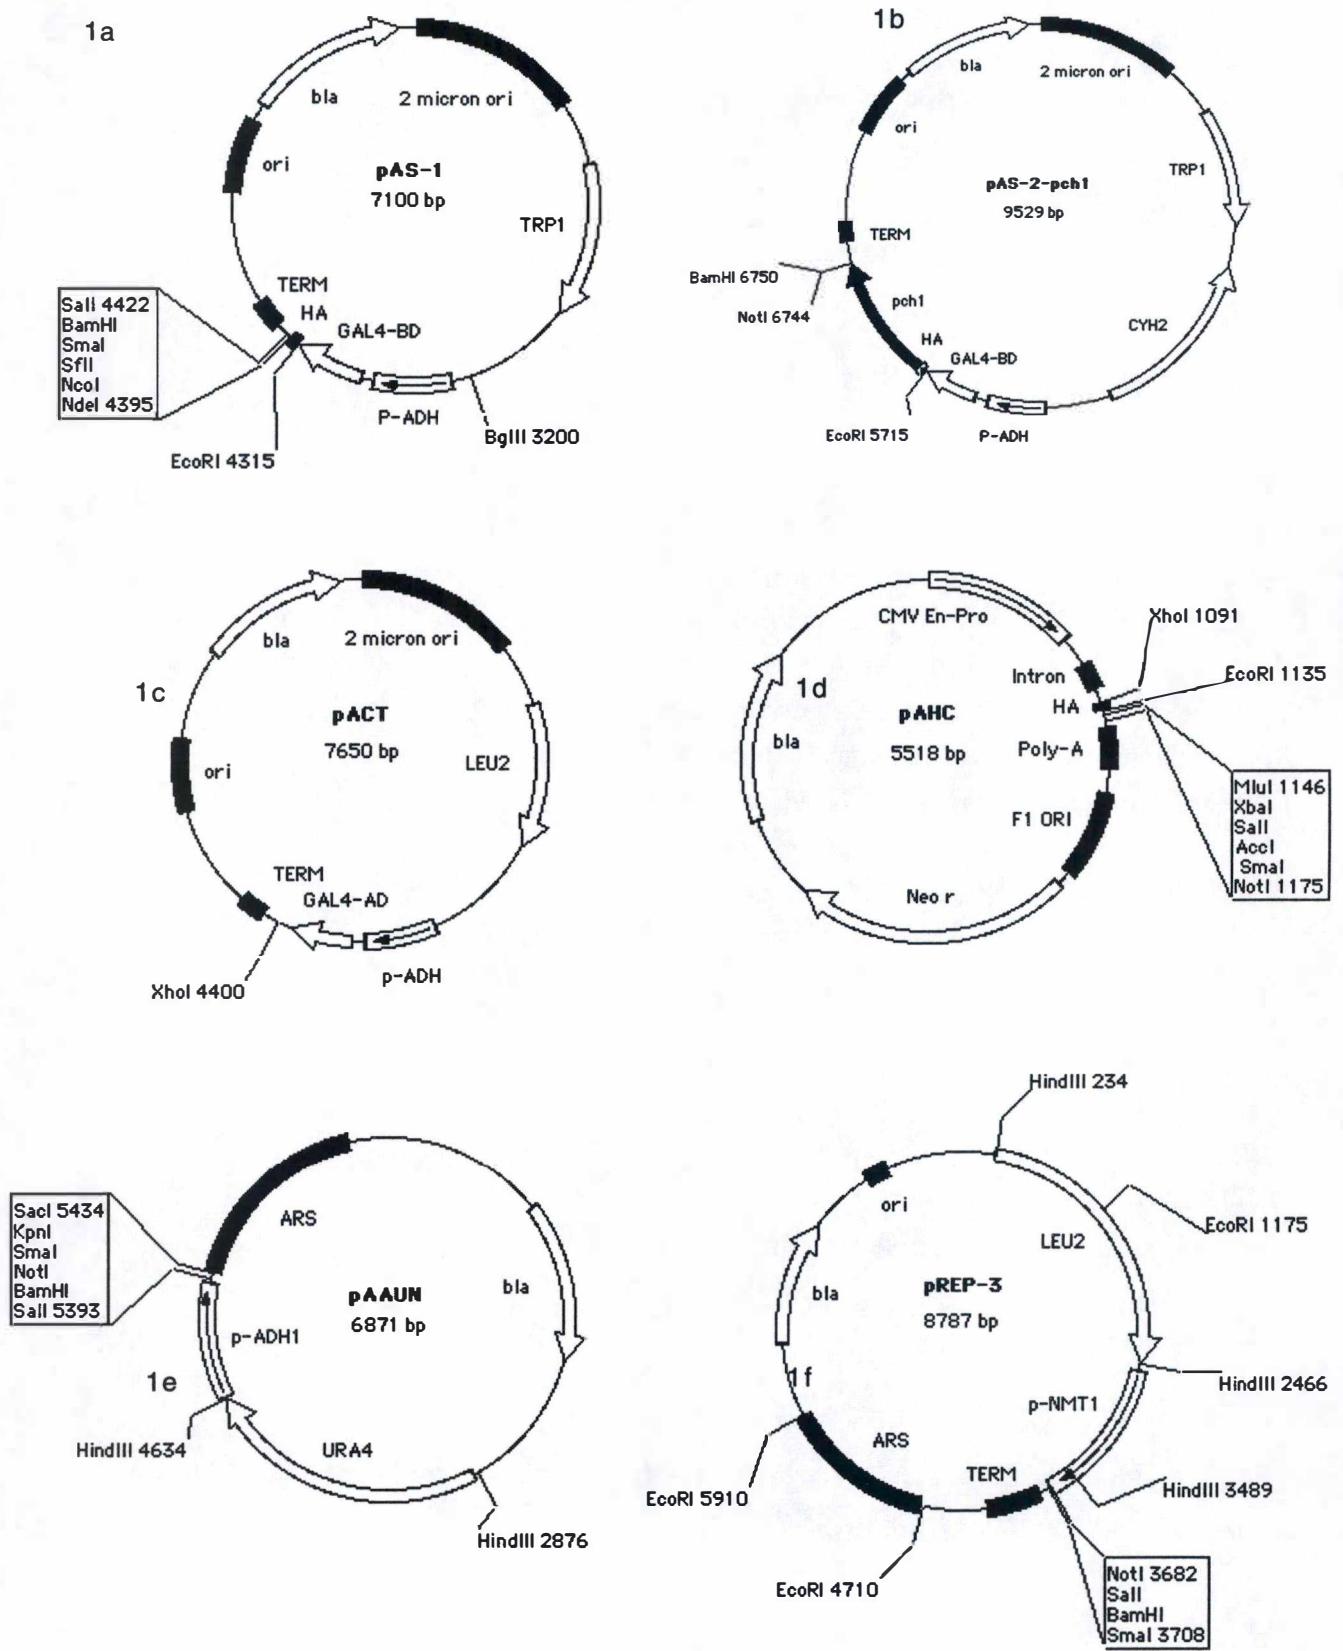 1a
bla
2 micron ori
ori
pAS-1
7100 bp
TRP1
TERM
HA
GAL4-BD
P-ADH
SalI 4422
BamHI
SmaI
SfII
NcoI
NdeI 4395
EcoRI 4315
BglII 3200
1b
bla
2 micron ori
ori
TRP1
pAS-2-pch1
9529 bp
TERM
BamHI 6750
NotI 6744
pch1
HA
GAL4-BD
CYH2
EcoRI 5715
P-ADH
1c
bla
2 micron ori
pACT
7650 bp
ori
LEU2
TERM
GAL4-AD
XhoI 4400
p-ADH
1d
CMV En-Pro
XhoI 1091
Intron
EcoRI 1135
HA
pAHC
5518 bp
bla
Poly-A
F1 ORI
MluI 1146
XbaI
SalI
AccI
SmaI
NotI 1175
Neo r
1e
ARS
SacI 5434
KpnI
SmaI
NotI
BamHI
SalI 5393
pAAUN
6871 bp
bla
p-ADH1
HindIII 4634
URA4
HindIII 2876
1f
HindIII 234
ori
EcoRI 1175
LEU2
bla
pREP-3
8787 bp
HindIII 2466
p-NMT1
ARS
TERM
EcoRI 5910
HindIII 3489
EcoRI 4710
NotI 3682
SalI
BamHI
SmaI 3708